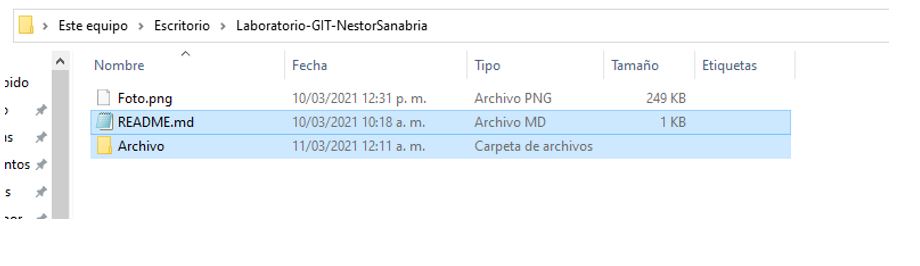 Este equipo > Escritorio > Laboratorio-GIT-NestorSanabria
Nombre Fecha Tipo Tamaño Etiquetas
Foto.png 10/03/2021 12:31 p. m. Archivo PNG 249 KB
README.md 10/03/2021 10:18 a. m. Archivo MD 1 KB
Archivo 11/03/2021 12:11 a. m. Carpeta de archivos